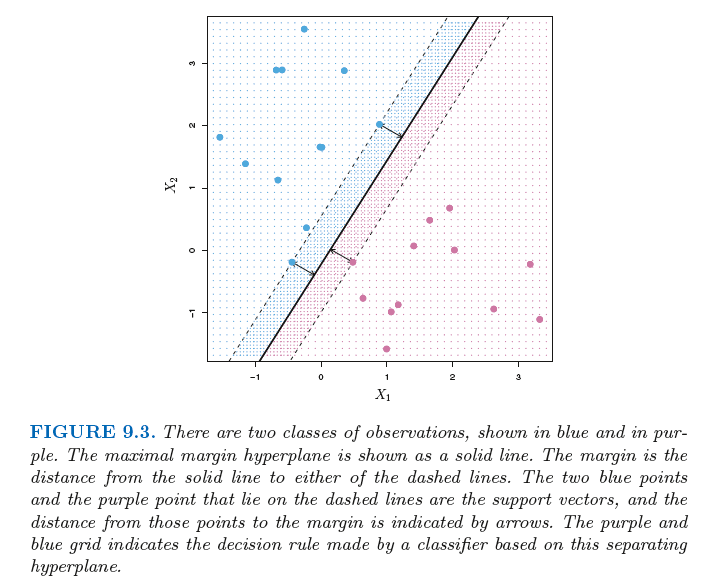 3
2
1
0
−1
X2
−1
0
1
2
3
X1
FIGURE 9.3. There are two classes of observations, shown in blue and in pur-
ple. The maximal margin hyperplane is shown as a solid line. The margin is the
distance from the solid line to either of the dashed lines. The two blue points
and the purple point that lie on the dashed lines are the support vectors, and the
distance from those points to the margin is indicated by arrows. The purple and
blue grid indicates the decision rule made by a classifier based on this separating
hyperplane.